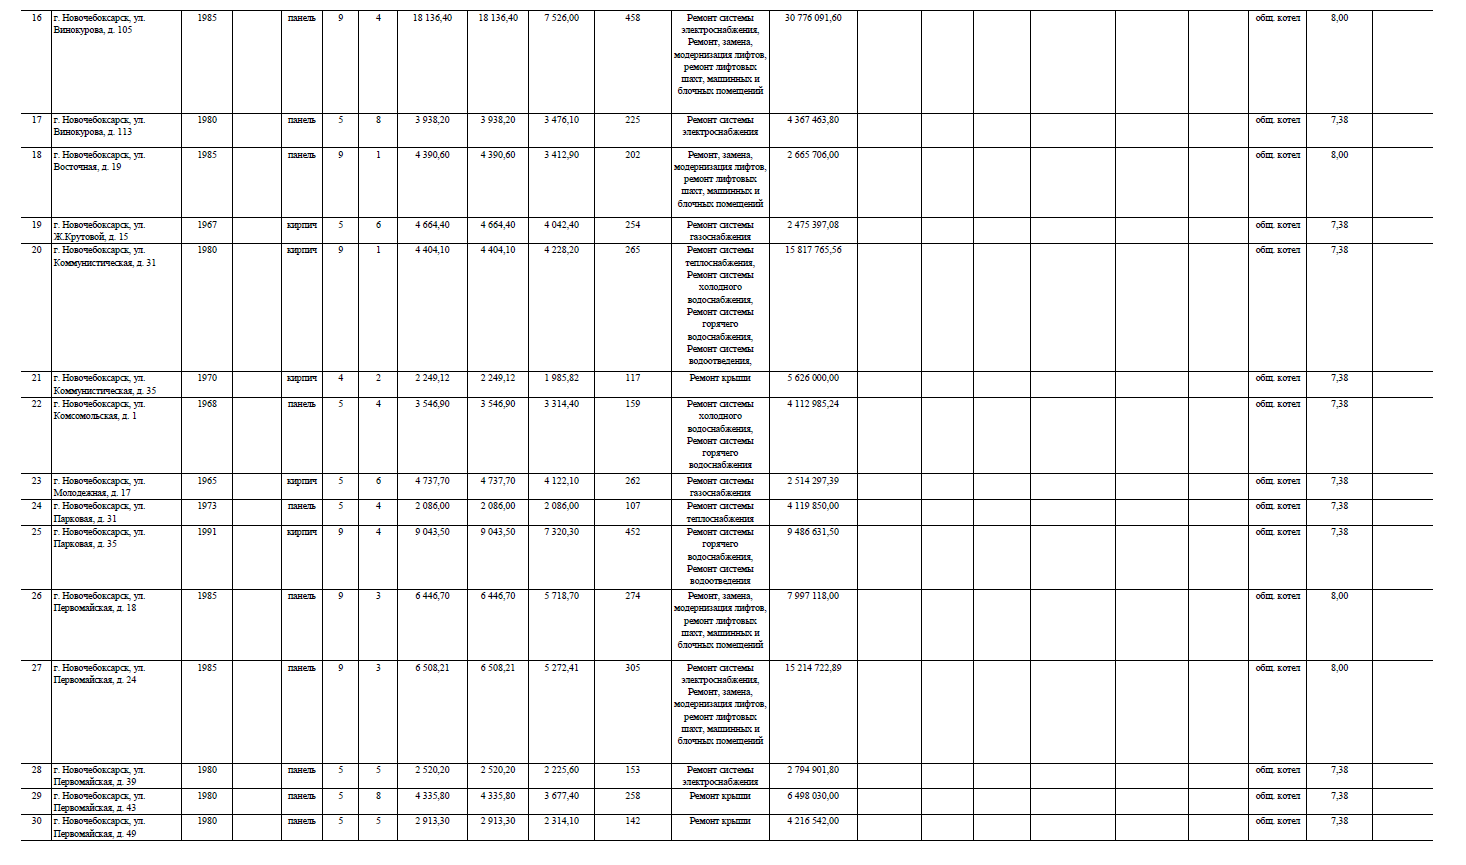 16 г. Новочебоксарск, ул. 1985 панель 9 4 18 136,40 18 136,40 7 526,00 458 Ремонт системы 30 776 091,60 общ. котел 8,00
Винокурова, д. 105 электроснабжения,
Ремонт, замена,
модернизация лифтов,
ремонт лифтовых
шахт, машинных и
блочных помещений
17 г. Новочебоксарск, ул. 1980 панель 5 8 3 938,20 3 938,20 3 476,10 225 Ремонт системы 4 367 463,80 общ. котел 7,38
Винокурова, д. 113 электроснабжения
18 г. Новочебоксарск, ул. 1985 панель 9 1 4 390,60 4 390,60 3 412,90 202 Ремонт, замена, 2 665 706,00 общ. котел 8,00
Восточная, д. 19 модернизация лифтов,
ремонт лифтовых
шахт, машинных и
блочных помещений
19 г. Новочебоксарск, ул. 1967 кирпич 5 6 4 664,40 4 664,40 4 042,40 254 Ремонт системы 2 475 397,08 общ. котел 7,38
Ж.Крутовой, д. 15 газоснабжения
20 г. Новочебоксарск, ул. 1980 кирпич 9 1 4 404,10 4 404,10 4 228,20 265 Ремонт системы 15 817 765,56 общ. котел 7,38
Коммунистическая, д. 31 теплоснабжения,
Ремонт системы
холодного
водоснабжения,
Ремонт системы
горячего
водоснабжения,
Ремонт системы
водоотведения,
21 г. Новочебоксарск, ул. 1970 кирпич 4 2 2 249,12 2 249,12 1 985,82 117 Ремонт крыши 5 626 000,00 общ. котел 7,38
Коммунистическая, д. 35
22 г. Новочебоксарск, ул. 1968 панель 5 4 3 546,90 3 546,90 3 314,40 159 Ремонт системы 4 112 985,24 общ. котел 7,38
Комсомольская, д. 1 холодного
водоснабжения,
Ремонт системы
горячего
водоснабжения
23 г. Новочебоксарск, ул. 1965 кирпич 5 6 4 737,70 4 737,70 4 122,10 262 Ремонт системы 2 514 297,39 общ. котел 7,38
Молодежная, д. 17 газоснабжения
24 г. Новочебоксарск, ул. 1973 панель 5 4 2 086,00 2 086,00 2 086,00 107 Ремонт системы 4 119 850,00 общ. котел 7,38
Парковая, д. 31 теплоснабжения
25 г. Новочебоксарск, ул. 1991 кирпич 9 4 9 043,50 9 043,50 7 320,30 452 Ремонт системы 9 486 631,50 общ. котел 7,38
Парковая, д. 35 горячего
водоснабжения,
Ремонт системы
водоотведения
26 г. Новочебоксарск, ул. 1985 панель 9 3 6 446,70 6 446,70 5 718,70 274 Ремонт, замена, 7 997 118,00 общ. котел 8,00
Первомайская, д. 18 модернизация лифтов,
ремонт лифтовых
шахт, машинных и
блочных помещений
27 г. Новочебоксарск, ул. 1985 панель 9 3 6 508,21 6 508,21 5 272,41 305 Ремонт системы 15 214 722,89 общ. котел 8,00
Первомайская, д. 24 электроснабжения,
Ремонт, замена,
модернизация лифтов,
ремонт лифтовых
шахт, машинных и
блочных помещений
28 г. Новочебоксарск, ул. 1980 панель 5 5 2 520,20 2 520,20 2 225,60 153 Ремонт системы 2 794 901,80 общ. котел 7,38
Первомайская, д. 39 электроснабжения
29 г. Новочебоксарск, ул. 1980 панель 5 8 4 335,80 4 335,80 3 677,40 258 Ремонт крыши 6 498 030,00 общ. котел 7,38
Первомайская, д. 43
30 г. Новочебоксарск, ул. 1980 панель 5 5 2 913,30 2 913,30 2 314,10 142 Ремонт крыши 4 216 542,00 общ. котел 7,38
Первомайская, д. 49